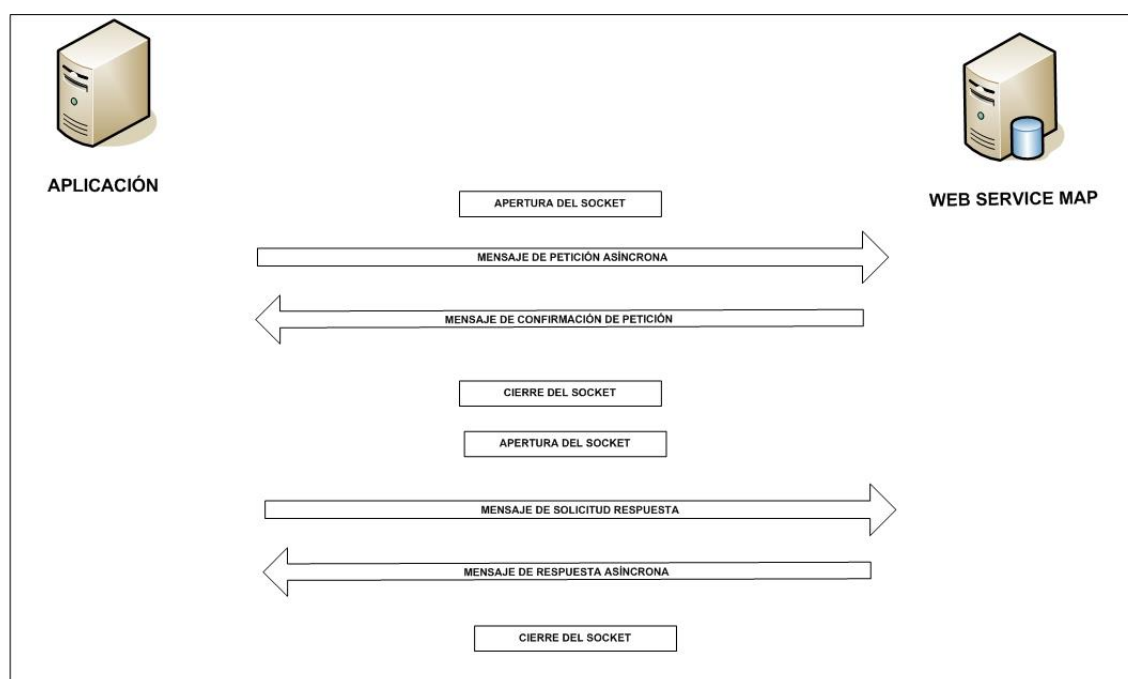 APLICACIÓN
WEB SERVICE MAP
APERTURA DEL SOCKET
MENSAJE DE PETICIÓN ASÍNCRONA
MENSAJE DE CONFIRMACIÓN DE PETICIÓN
CIERRE DEL SOCKET
APERTURA DEL SOCKET
MENSAJE DE SOLICITUD RESPUESTA
MENSAJE DE RESPUESTA ASÍNCRONA
CIERRE DEL SOCKET